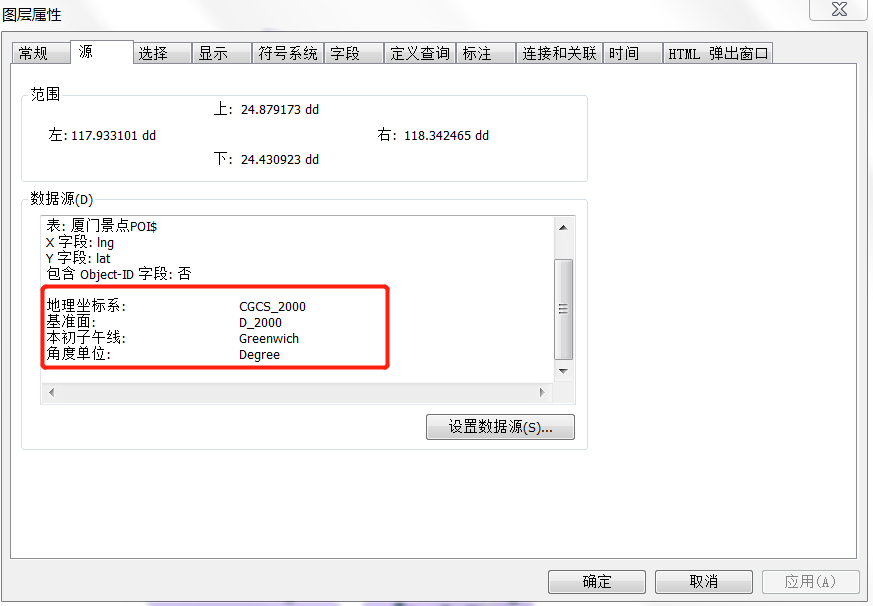 图层属性
常规 源 选择 显示 符号系统 字段 定义查询 标注 连接和关联 时间 HTML 弹出窗口
范围
上: 24.879173 dd
左: 117.933101 dd 右: 118.342465 dd
下: 24.430923 dd
数据源(D)
表: 厦门景点POI$
X 字段: lng
Y 字段: lat
包含 Object-ID 字段: 否
地理坐标系: CGCS_2000
基准面: D_2000
本初子午线: Greenwich
角度单位: Degree
设置数据源(S)...
确定 取消 应用(A)